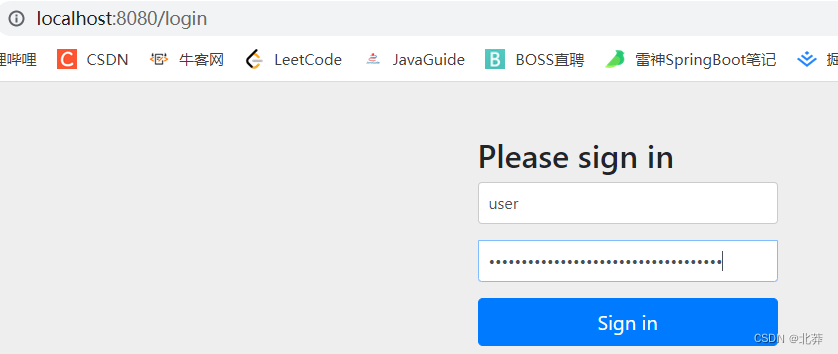 localhost:8080/login
哩哔哩 CSDN 牛客网 LeetCode JavaGuide BOSS直聘 雷神SpringBoot笔记 掘
Please sign in
user
••••••••••••••••••••••••••••••••••••
Sign in
CSDN @北莽